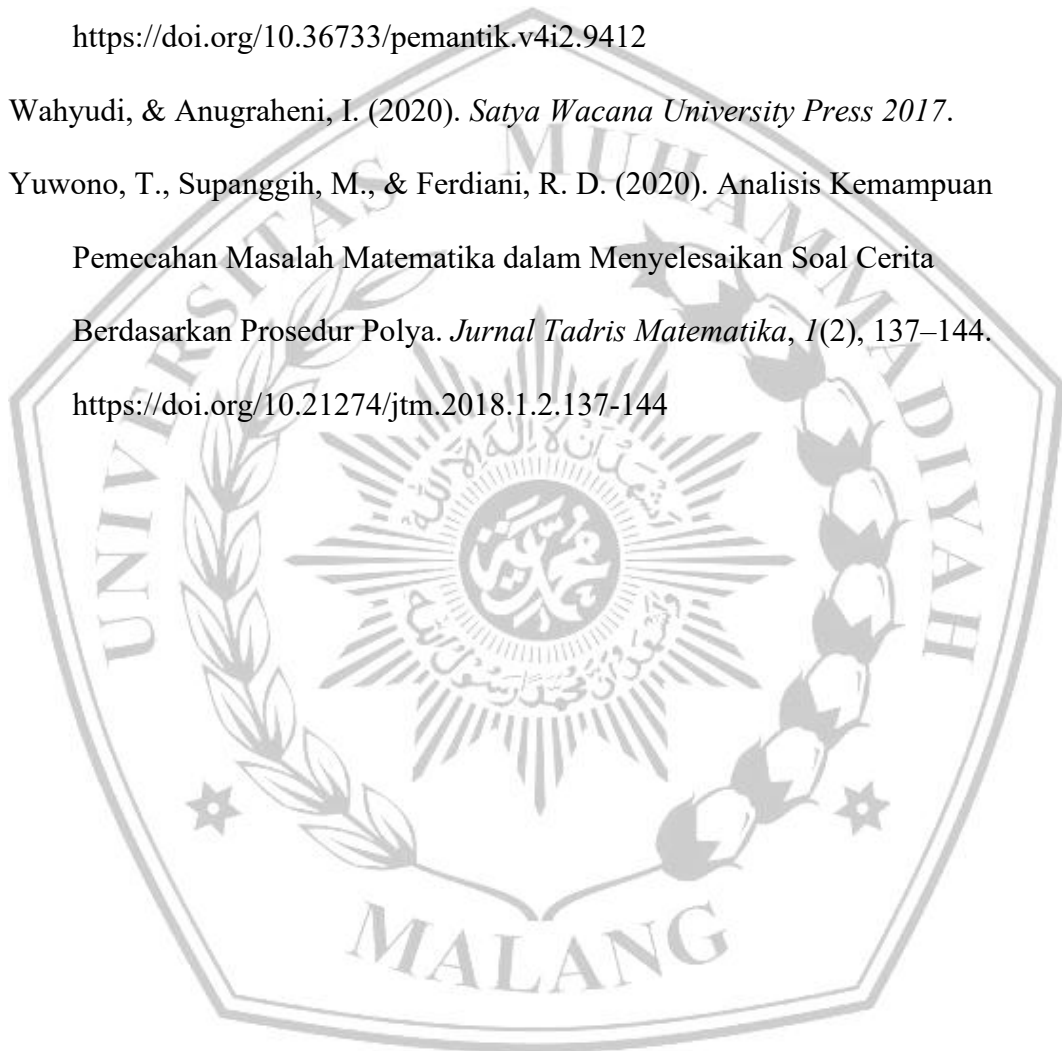 https://doi.org/10.36733/pemantik.v4i2.9412
Wahyudi, & Anugraheni, I. (2020). Satya Wacana University Press 2017.
Yuwono, T., Supanggih, M., & Ferdiani, R. D. (2020). Analisis Kemampuan
Pemecahan Masalah Matematika dalam Menyelesaikan Soal Cerita
Berdasarkan Prosedur Polya. Jurnal Tadris Matematika, 1(2), 137–144.
https://doi.org/10.21274/jtm.2018.1.2.137-144
UNIVERSITAS MUHAMMADIYAH
MALANG